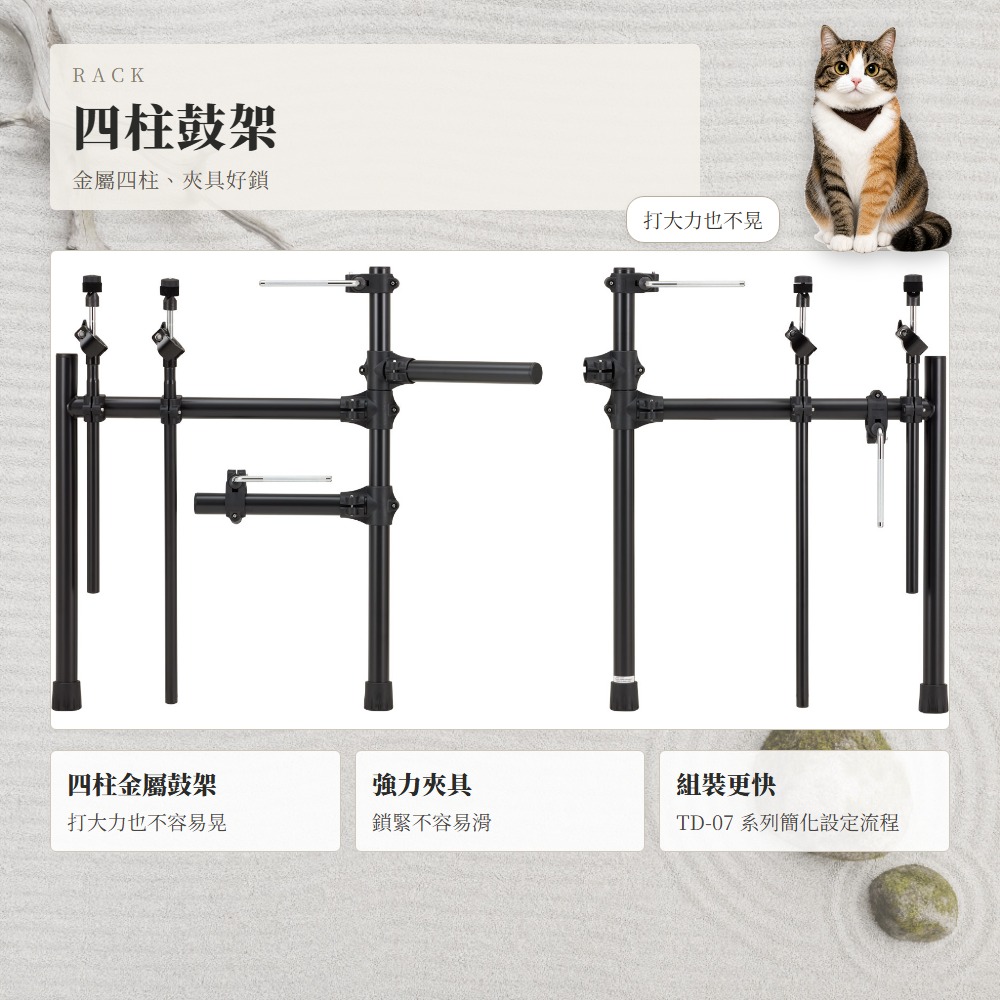 RACK
四柱鼓架
金屬四柱、夾具好鎖
打大力也不晃
四柱金屬鼓架
打大力也不容易晃
強力夾具
鎖緊不容易滑
組裝更快
TD-07 系列簡化設定流程